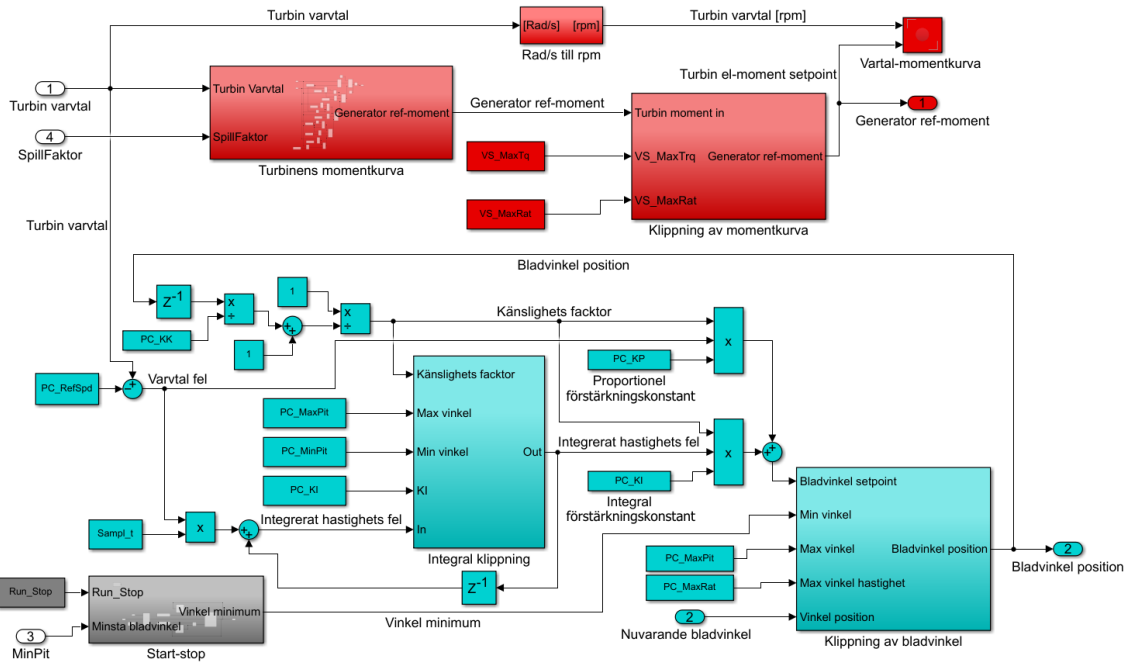 Turbin varvtal
[Rad/s] [rpm]
Rad/s till rpm
Turbin varvtal [rpm]
Vartal-momentkurva
1
Turbin varvtal
4
SpillFaktor
Turbin Varvtal
Generator ref-moment
SpillFaktor
Turbinens momentkurva
Generator ref-moment
VS_MaxTq
VS_MaxRat
Turbin el-moment setpoint
Turbin moment in
VS_MaxTrq
Generator ref-moment
VS_MaxRat
Klippning av momentkurva
1
Generator ref-moment
Turbin varvtal
Bladvinkel position
Z-1
PC_KK
x
÷
1
1
++
x
÷
Känslighets facktor
PC_RefSpd
−+
Varvtal fel
PC_KP
Proportionel
förstärkningskonstant
x
PC_MaxPit
PC_MinPit
PC_KI
Känslighets facktor
Max vinkel
Min vinkel
Out
KI
In
Integral klippning
Integrerat hastighets fel
PC_KI
Integral
förstärkningskonstant
x
++
Sampl_t
x
++
Integrerat hastighets fel
Z-1
Vinkel minimum
Run_Stop
3
MinPit
Run_Stop
Vinkel minimum
Minsta bladvinkel
Start-stop
PC_MaxPit
PC_MaxRat
2
Nuvarande bladvinkel
Bladvinkel setpoint
Min vinkel
Max vinkel
Bladvinkel position
Max vinkel hastighet
Vinkel position
Klippning av bladvinkel
2
Bladvinkel position